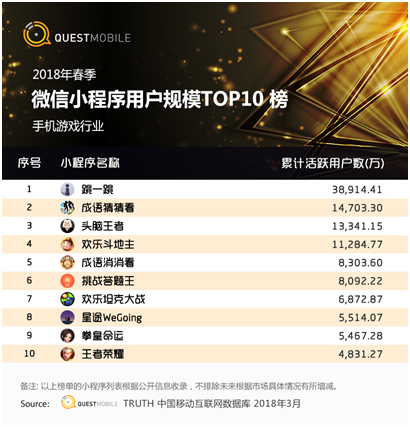 QUESTMOBILE
2018年春季
微信小程序用户规模TOP10 榜
手机游戏行业
序号 小程序名称 累计活跃用户数(万)
1 跳一跳 38,914.41
2 成语猜猜看 14,703.30
3 头脑王者 13,341.15
4 欢乐斗地主 11,284.77
5 成语消消看 8,303.60
6 挑战答题王 8,092.22
7 欢乐坦克大战 6,872.87
8 星途WeGoing 5,514.07
9 拳皇命运 5,467.28
10 王者荣耀 4,831.27
备注: 以上榜单的小程序列表根据公开信息收录，不排除未来根据市场具体情况有所增减。
Source: QUESTMOBILE TRUTH 中国移动互联网数据库 2018年3月